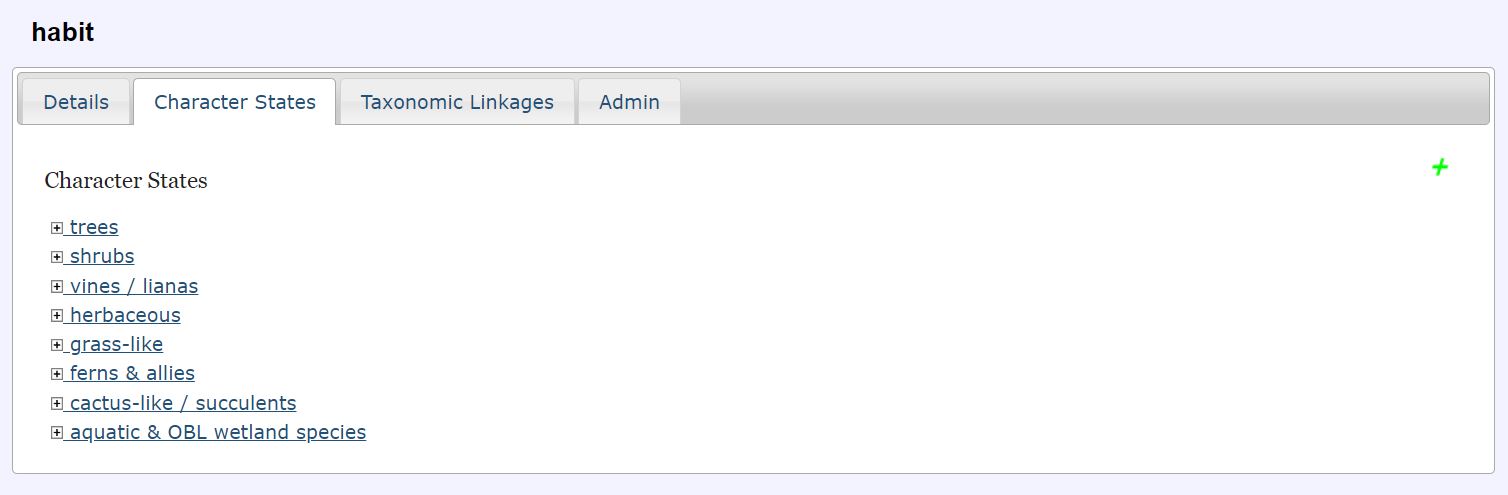 habit
Details Character States Taxonomic Linkages Admin
Character States
trees
shrubs
vines / lianas
herbaceous
grass-like
ferns & allies
cactus-like / succulents
aquatic & OBL wetland species